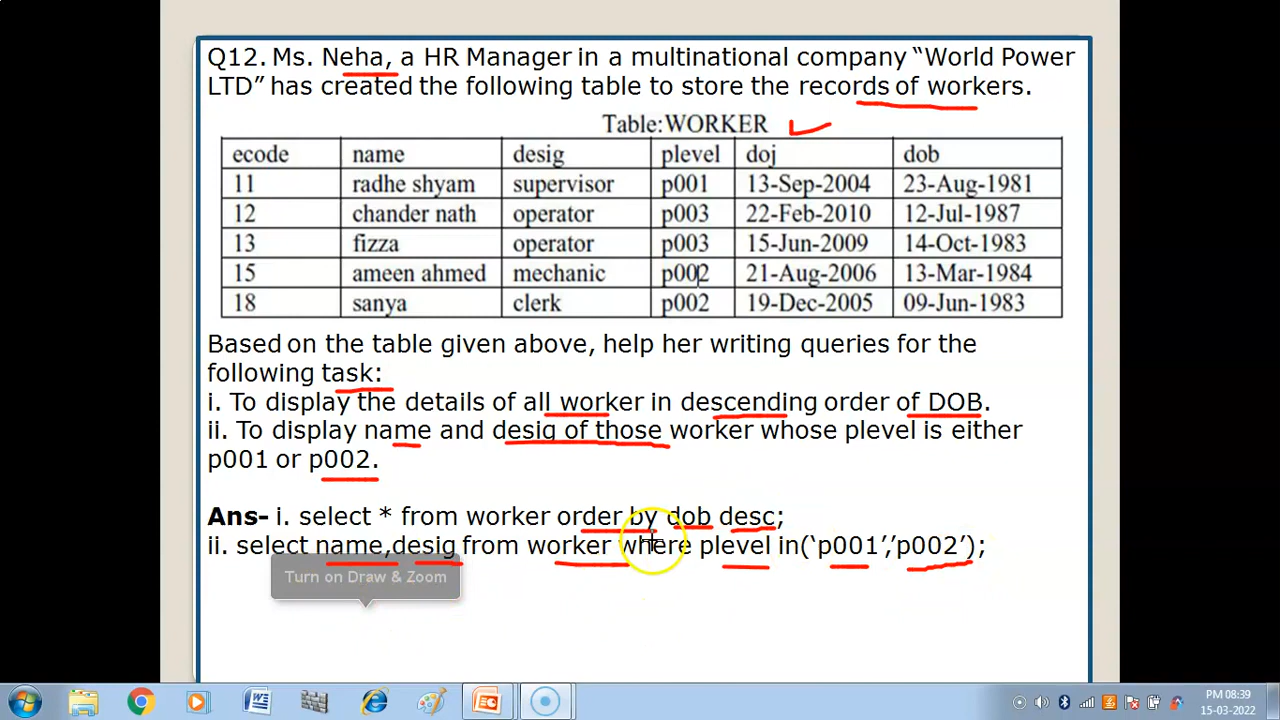 Q12. Ms. Neha, a HR Manager in a multinational company “World Power
LTD” has created the following table to store the records of workers.
Table:WORKER
ecode name desig plevel doj dob
11 radhe shyam supervisor p001 13-Sep-2004 23-Aug-1981
12 chander nath operator p003 22-Feb-2010 12-Jul-1987
13 fizza operator p003 15-Jun-2009 14-Oct-1983
15 ameen ahmed mechanic p002 21-Aug-2006 13-Mar-1984
18 sanya clerk p002 19-Dec-2005 09-Jun-1983
Based on the table given above, help her writing queries for the
following task:
i. To display the details of all worker in descending order of DOB.
ii. To display name and desig of those worker whose plevel is either
p001 or p002.
Ans- i. select * from worker order by dob desc;
ii. select name,desig from worker where plevel in(‘p001’,’p002’);
Turn on Draw & Zoom
PM 08:39
15-03-2022